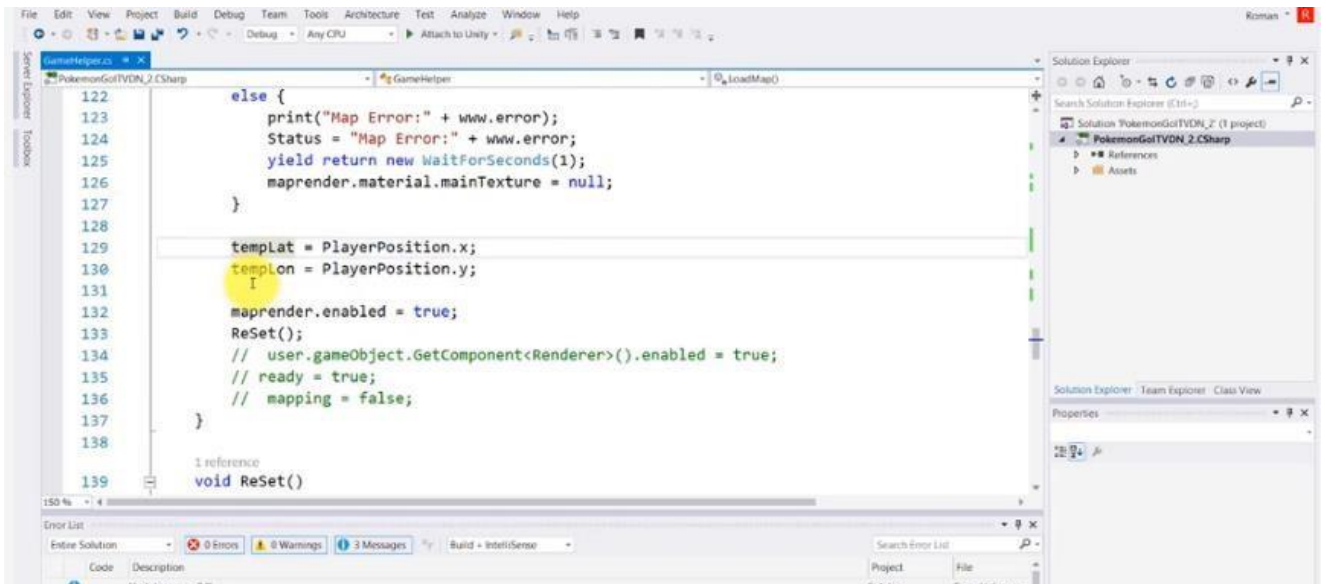 File Edit View Project Build Debug Team Tools Architecture Test Analyze Window Help
Roman R
Debug Any CPU Attach to Unity
Server Explorer
Toolbox
GameHelper.cs
PokemonGoITVDN_2.CSharp GameHelper LoadMap()
122 else {
123 print("Map Error:" + www.error);
124 Status = "Map Error:" + www.error;
125 yield return new WaitForSeconds(1);
126 maprender.material.mainTexture = null;
127 }
128
129 tempLat = PlayerPosition.x;
130 tempLon = PlayerPosition.y;
131
132 maprender.enabled = true;
133 ReSet();
134 // user.gameObject.GetComponent<Renderer>().enabled = true;
135 // ready = true;
136 // mapping = false;
137 }
138
1 reference
139 void ReSet()
150 %
Solution Explorer
Search Solution Explorer (Ctrl+;)
Solution 'PokemonGoITVDN_2' (1 project)
PokemonGoITVDN_2.CSharp
References
Assets
Solution Explorer Team Explorer Class View
Properties
Error List
Entire Solution 0 Errors 0 Warnings 3 Messages Build + IntelliSense Search Error List
Code Description Project File